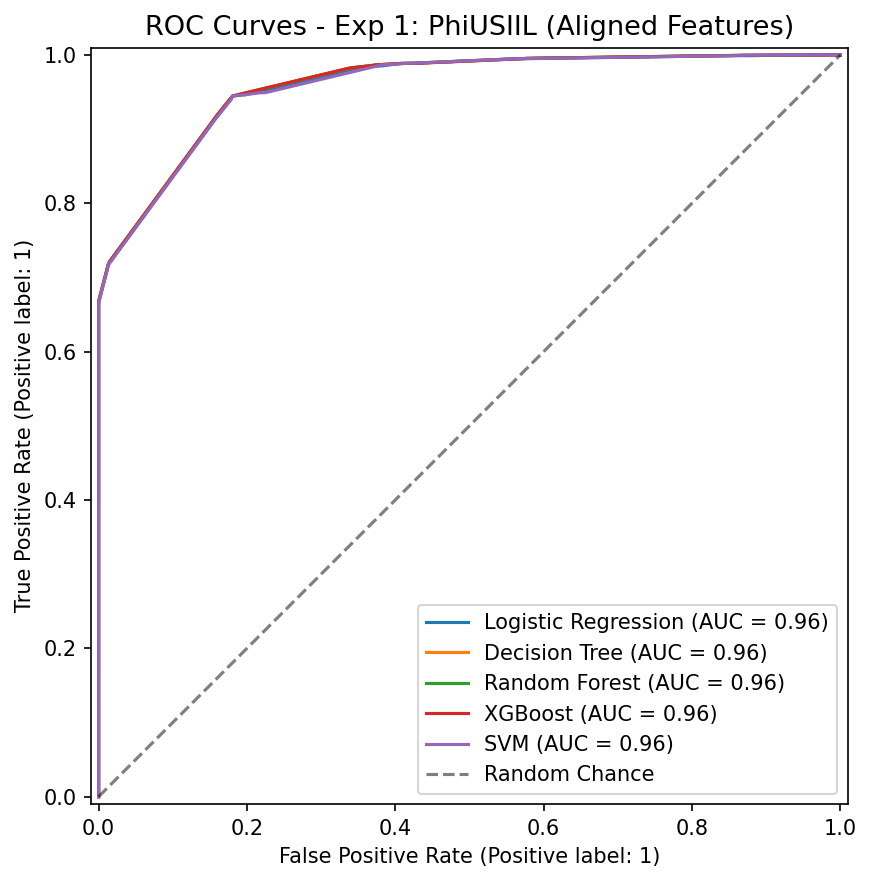 ROC Curves - Exp 1: PhiUSIIL (Aligned Features)
1.0
0.8
0.6
0.4
0.2
0.0
True Positive Rate (Positive label: 1)
Logistic Regression (AUC = 0.96)
Decision Tree (AUC = 0.96)
Random Forest (AUC = 0.96)
XGBoost (AUC = 0.96)
SVM (AUC = 0.96)
Random Chance
0.0 0.2 0.4 0.6 0.8 1.0
False Positive Rate (Positive label: 1)